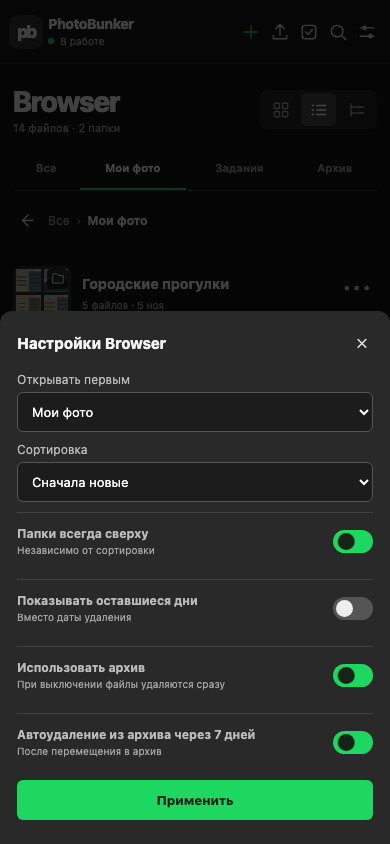 pb PhotoBunker
В работе
Browser
14 файлов · 2 папки
Все Мои фото Задания Архив
Все › Мои фото
Городские прогулки
5 файлов · 5 ноя
Настройки Browser
Открывать первым
Мои фото
Сортировка
Сначала новые
Папки всегда сверху
Независимо от сортировки
Показывать оставшиеся дни
Вместо даты удаления
Использовать архив
При выключении файлы удаляются сразу
Автоудаление из архива через 7 дней
После перемещения в архив
Применить